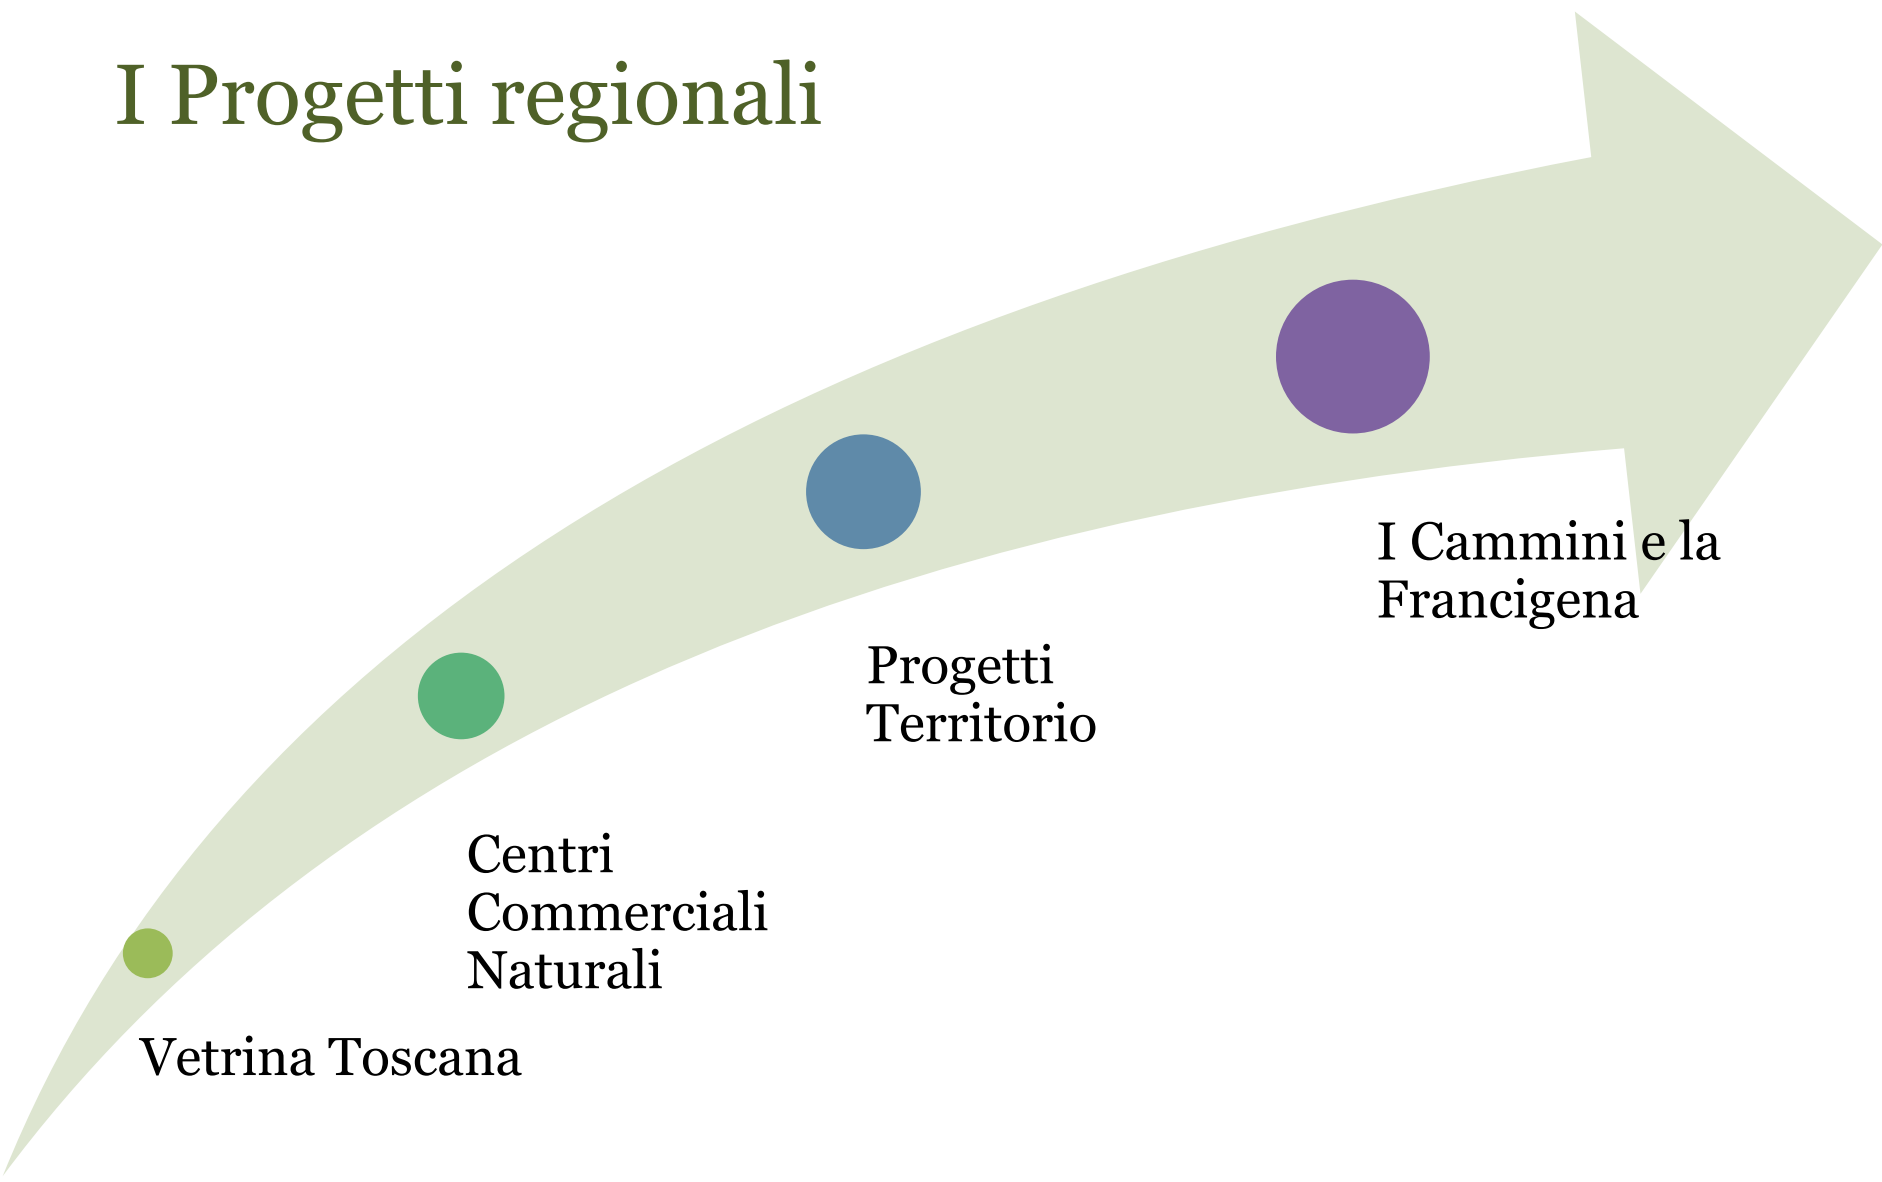 I Progetti regionali
I Cammini e la
Francigena
Progetti
Territorio
Centri
Commerciali
Naturali
Vetrina Toscana